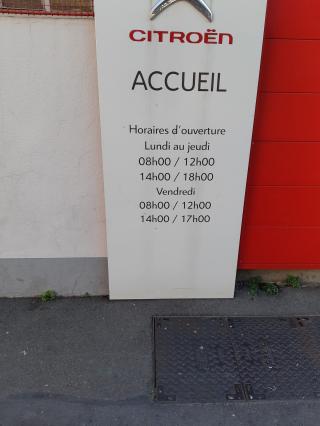 CITROËN
ACCUEIL
Horaires d'ouverture
Lundi au jeudi
08h00 / 12h00
14h00 / 18h00
Vendredi
08h00 / 12h00
14h00 / 17h00